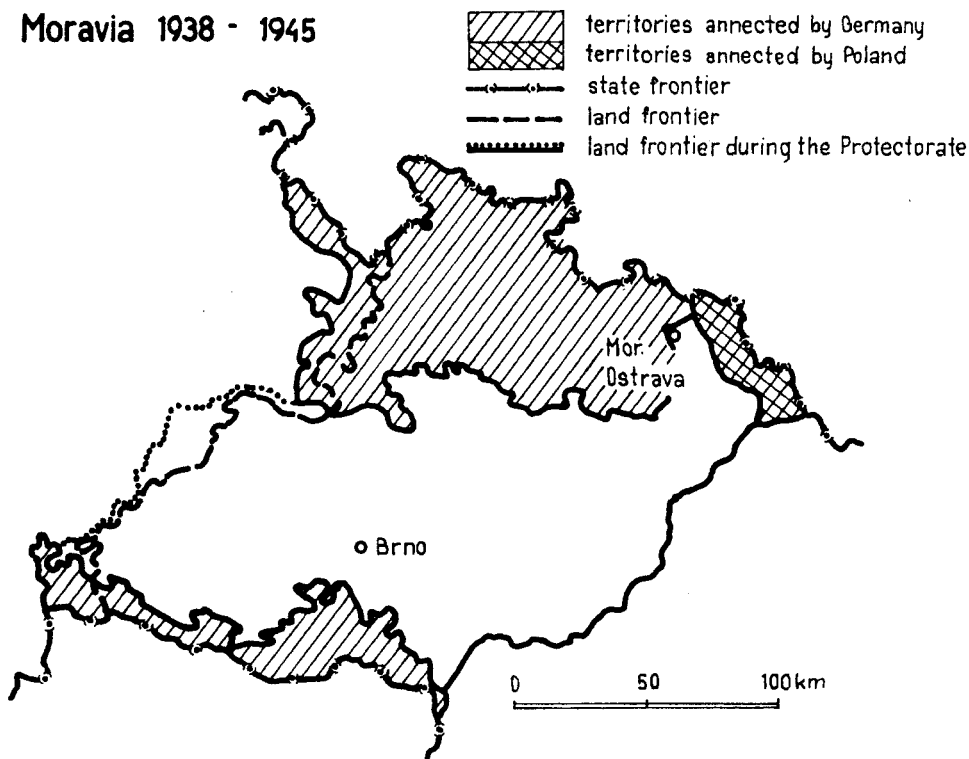 Moravia 1938 - 1945
territories annected by Germany
territories annected by Poland
state frontier
land frontier
land frontier during the Protectorate
Mor.
Ostrava
Brno
0 50 100 km